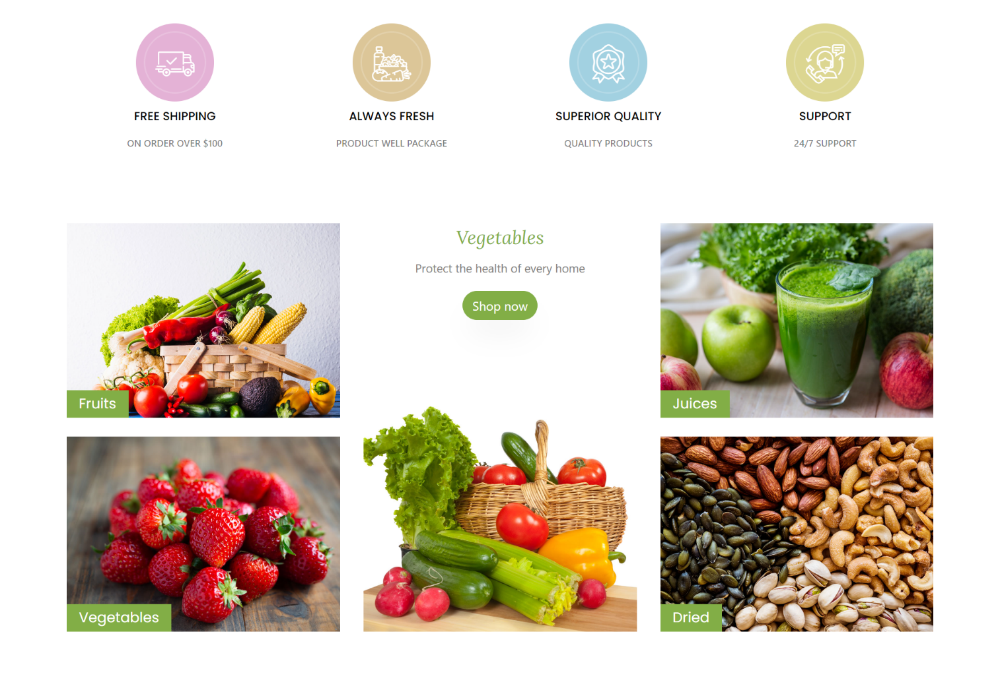 FREE SHIPPING
ON ORDER OVER $100
ALWAYS FRESH
PRODUCT WELL PACKAGE
SUPERIOR QUALITY
QUALITY PRODUCTS
SUPPORT
24/7 SUPPORT
Fruits
Vegetables
Vegetables
Protect the health of every home
Shop now
Juices
Dried